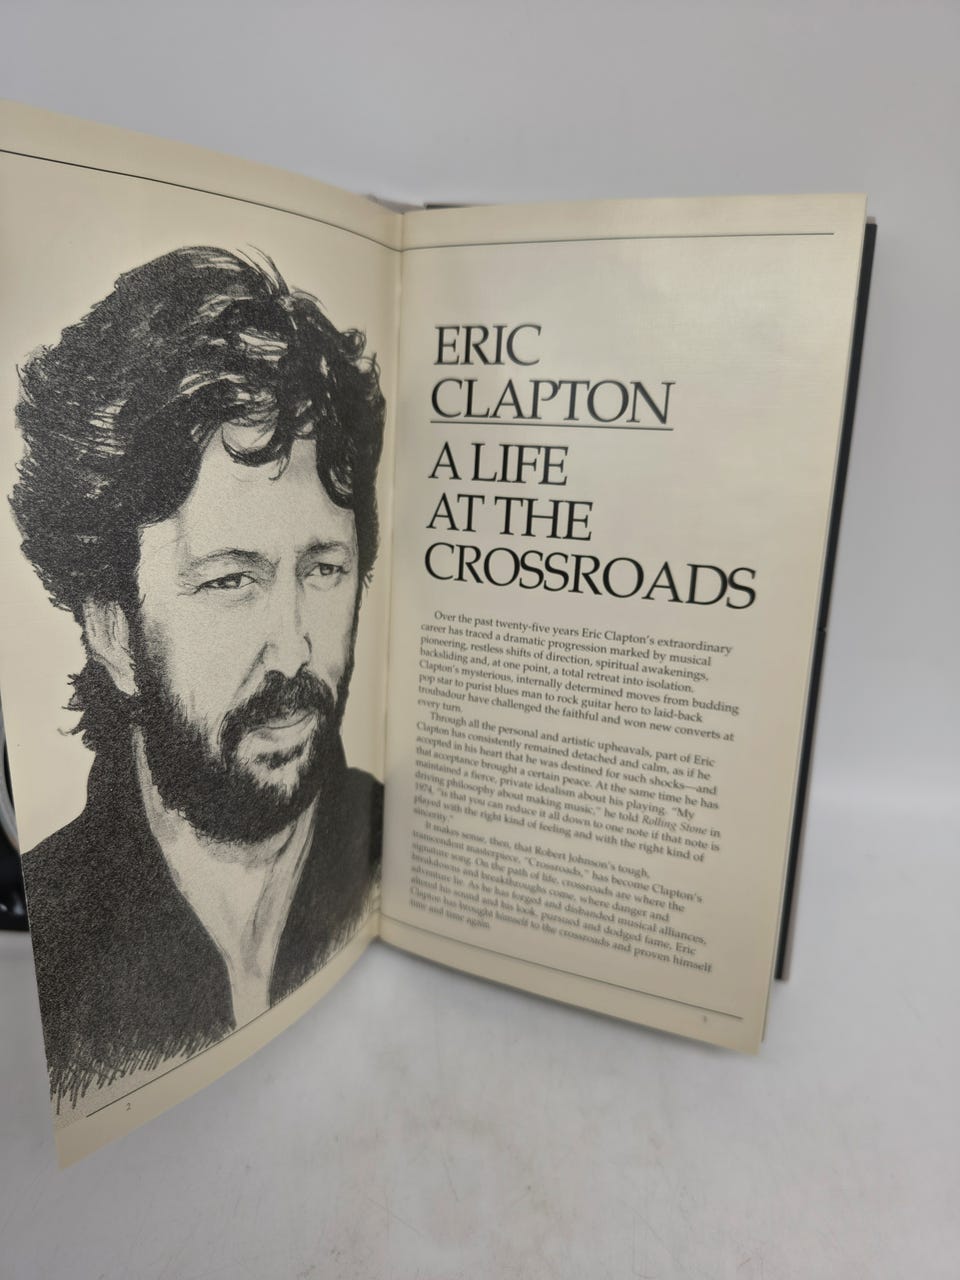 ERIC
CLAPTON
A LIFE
AT THE
CROSSROADS
Over the past twenty-five years Eric Clapton's extraordinary
career has traced a dramatic progression marked by musical
pioneering, restless shifts of direction, spiritual awakenings,
backsliding and, at one point, a total retreat into isolation.
Clapton's mysterious, internally determined moves from budding
pop star to purist blues man to rock guitar hero to laid-back
troubadour have challenged the faithful and won new converts at
every turn.
Through all the personal and artistic upheavals, part of Eric
Clapton has consistently remained detached and calm, as if he
accepted in his heart that he was destined for such shocks—and
that acceptance brought a certain peace. At the same time he has
maintained a fierce, private idealism about his playing. "My
driving philosophy about making music," he told Rolling Stone in
1974, "is that you can reduce it all down to one note if that note is
played with the right kind of feeling and with the right kind of
sincerity."
It makes sense, then, that Robert Johnson's tough,
transcendent masterpiece, "Crossroads," has become Clapton's
signature song. On the path of life, crossroads are where the
breakdowns and breakthroughs come, where danger and
adventure lie. As he has forged and disbanded musical alliances,
altered his sound and his look, pursued and dodged fame, Eric
Clapton has brought himself to the crossroads and proven himself
time and time again.
2
3